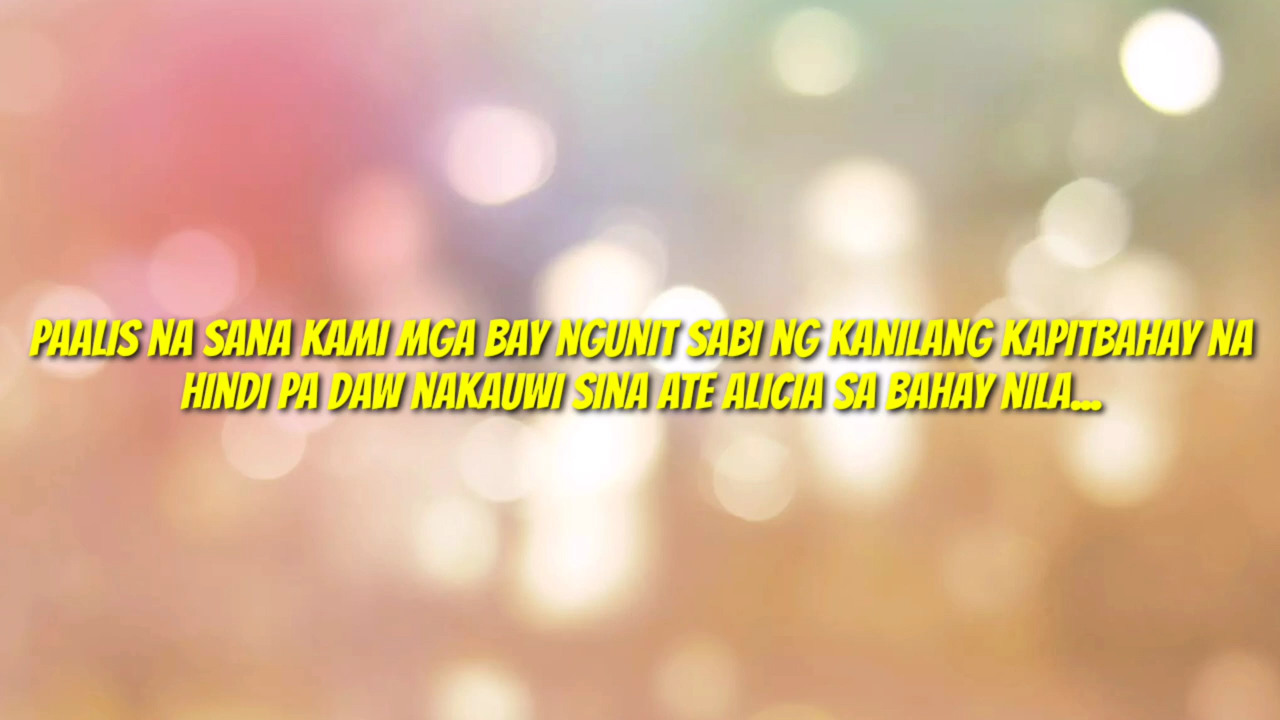 PAALIS NA SANA KAMI MGA BAY NGUNIT SABI NG KANILANG KAPITBAHAY NA
HINDI PA DAW NAKAUWI SINA ATE ALICIA SA BAHAY NILA...